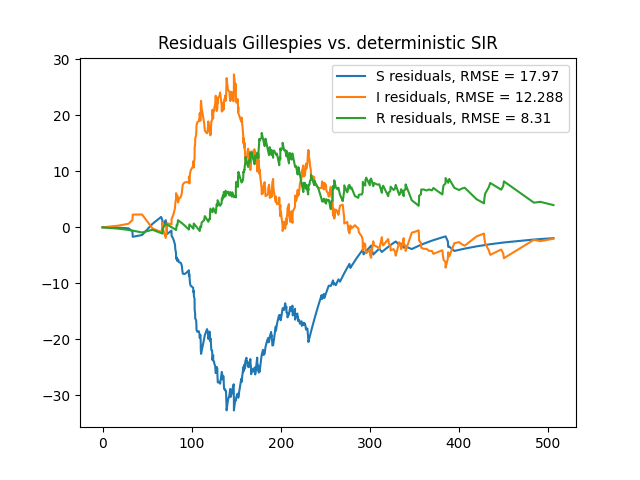 Residuals Gillespies vs. deterministic SIR
S residuals, RMSE = 17.97
I residuals, RMSE = 12.288
R residuals, RMSE = 8.31
30
20
10
0
−10
−20
−30
0 100 200 300 400 500